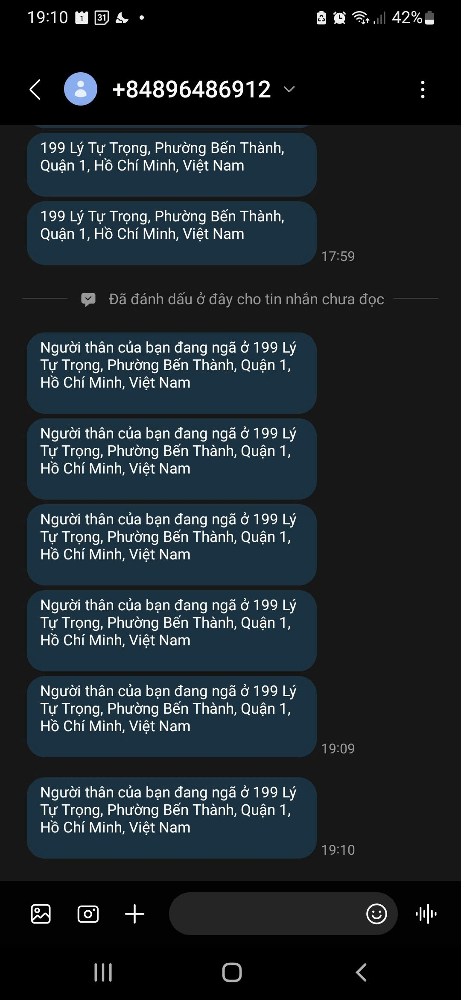 19:10 1 31 42%
+84896486912
199 Lý Tự Trọng, Phường Bến Thành,
Quận 1, Hồ Chí Minh, Việt Nam
199 Lý Tự Trọng, Phường Bến Thành,
Quận 1, Hồ Chí Minh, Việt Nam
17:59
Đã đánh dấu ở đây cho tin nhắn chưa đọc
Người thân của bạn đang ngã ở 199 Lý
Tự Trọng, Phường Bến Thành, Quận 1,
Hồ Chí Minh, Việt Nam
Người thân của bạn đang ngã ở 199 Lý
Tự Trọng, Phường Bến Thành, Quận 1,
Hồ Chí Minh, Việt Nam
Người thân của bạn đang ngã ở 199 Lý
Tự Trọng, Phường Bến Thành, Quận 1,
Hồ Chí Minh, Việt Nam
Người thân của bạn đang ngã ở 199 Lý
Tự Trọng, Phường Bến Thành, Quận 1,
Hồ Chí Minh, Việt Nam
Người thân của bạn đang ngã ở 199 Lý
Tự Trọng, Phường Bến Thành, Quận 1,
Hồ Chí Minh, Việt Nam
19:09
Người thân của bạn đang ngã ở 199 Lý
Tự Trọng, Phường Bến Thành, Quận 1,
Hồ Chí Minh, Việt Nam
19:10